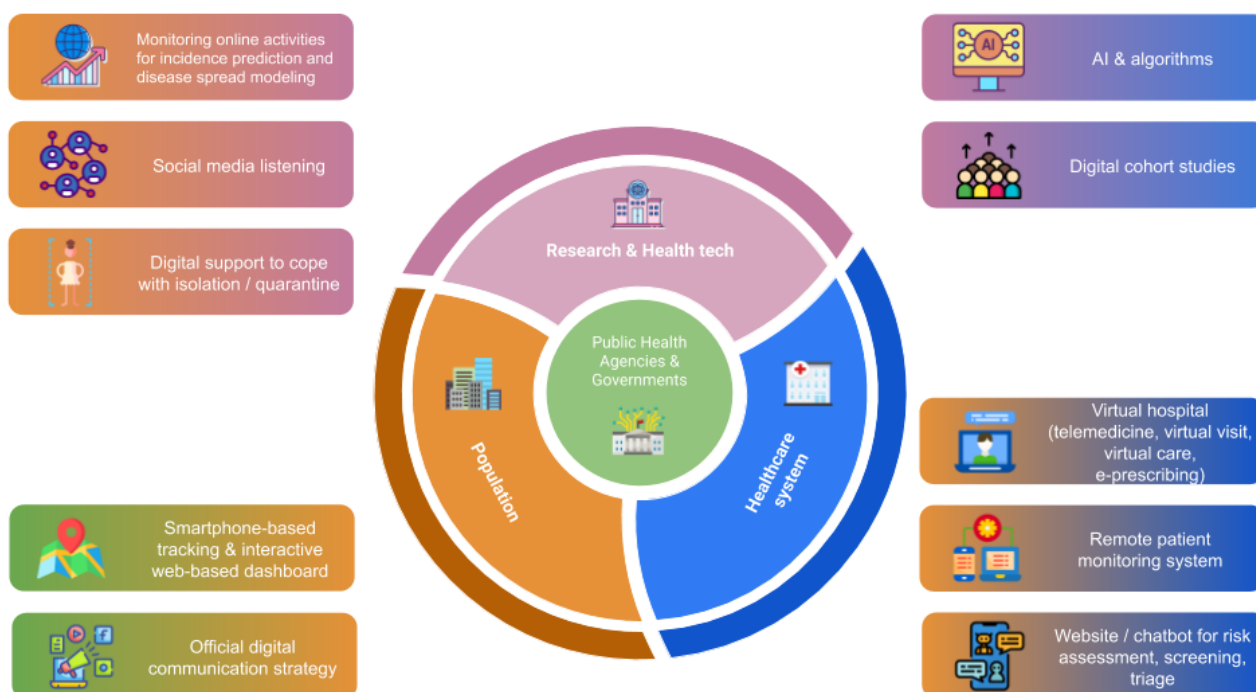 Monitoring online activities
for incidence prediction and
disease spread modeling
Social media listening
Digital support to cope
with isolation / quarantine
Smartphone-based
tracking & interactive
web-based dashboard
Official digital
communication strategy
Research & Health tech
Public Health
Agencies &
Governments
Population
Healthcare
system
AI
AI & algorithms
Digital cohort studies
Virtual hospital
(telemedicine, virtual visit,
virtual care,
e-prescribing)
Remote patient
monitoring system
Website / chatbot for risk
assessment, screening,
triage